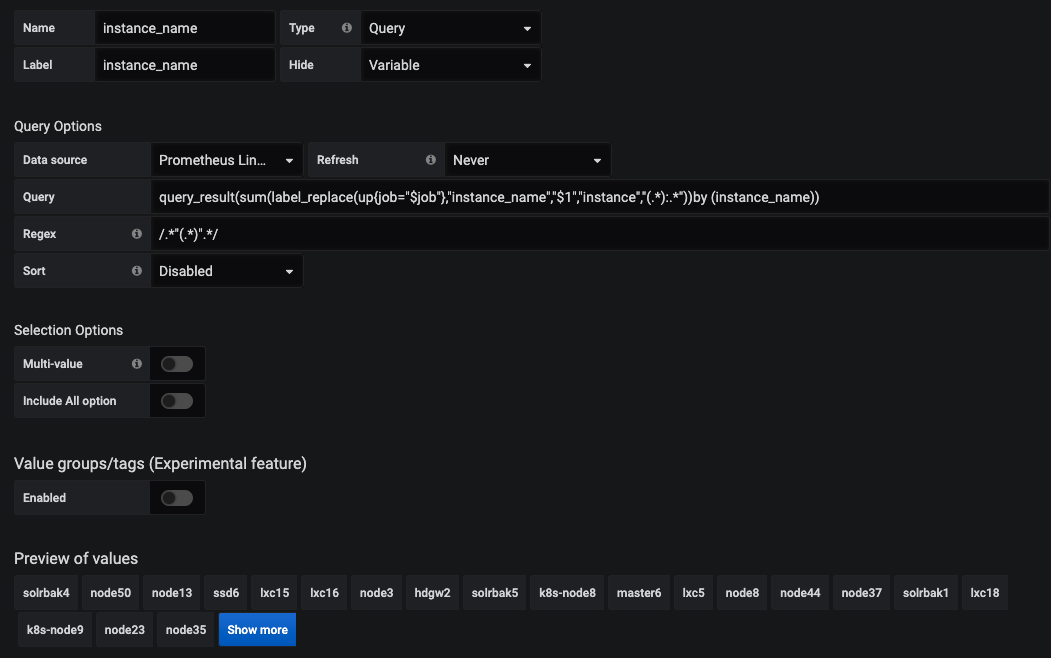 Name instance_name Type Query
Label instance_name Hide Variable
Query Options
Data source Prometheus Lin... Refresh Never
Query query_result(sum(label_replace(up{job="$job"},"instance_name","$1","instance","(.*):.*"))by (instance_name))
Regex /.*"(.*)".*/
Sort Disabled
Selection Options
Multi-value
Include All option
Value groups/tags (Experimental feature)
Enabled
Preview of values
solrbak4 node50 node13 ssd6 lxc15 lxc16 node3 hdgw2 solrbak5 k8s-node8 master6 lxc5 node8 node44 node37 solrbak1 lxc18
k8s-node9 node23 node35 Show more